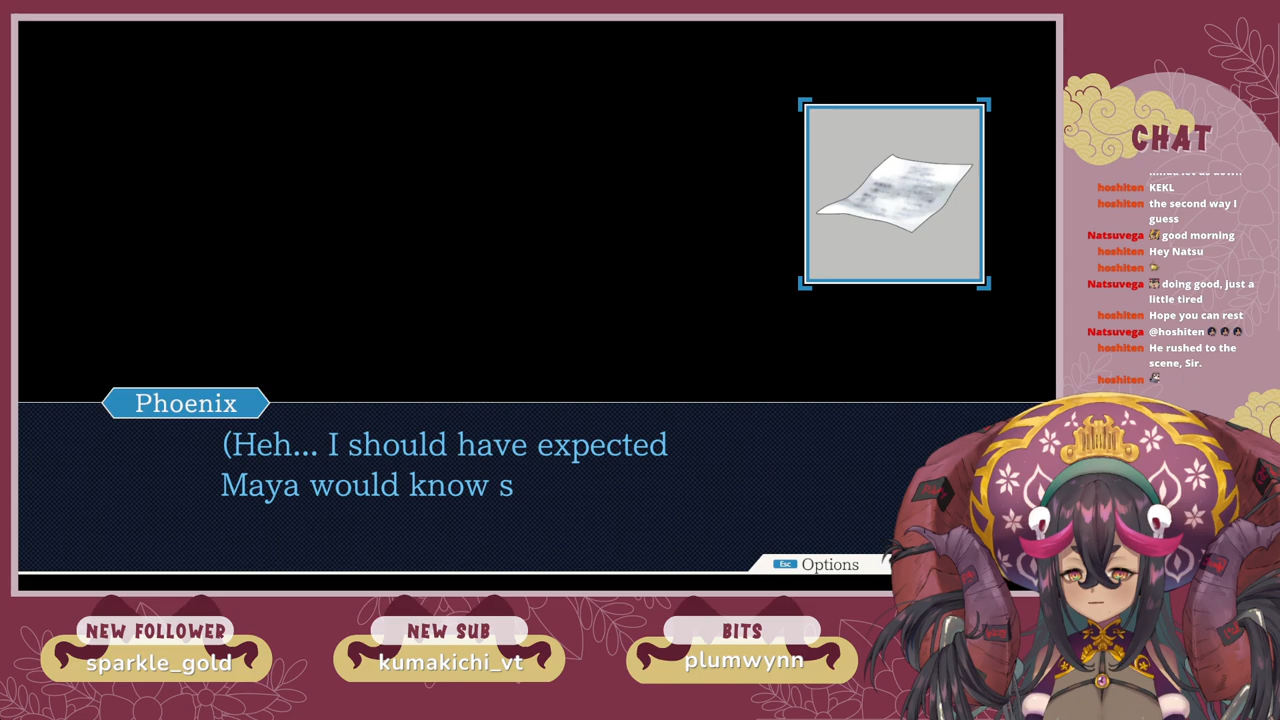 CHAT
hoshiten KEKL
hoshiten the second way I
guess
Natsuvega good morning
hoshiten Hey Natsu
hoshiten
Natsuvega doing good, just a
little tired
hoshiten Hope you can rest
Natsuvega @hoshiten
hoshiten He rushed to the
scene, Sir.
hoshiten
Phoenix
(Heh... I should have expected
Maya would know s
Esc Options
NEW FOLLOWER
sparkle_gold
NEW SUB
kumakichi_vt
BITS
plumwynn